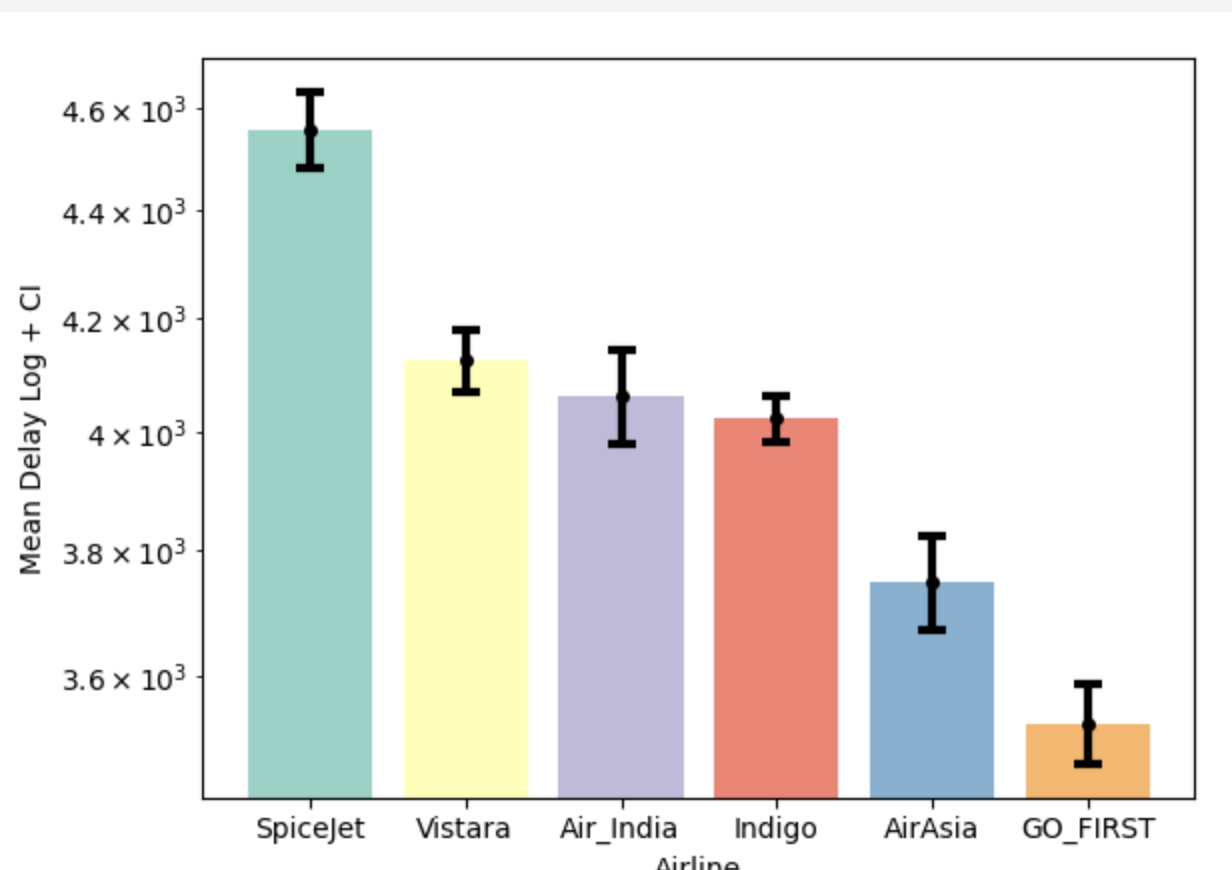 4.6 × 10³
4.4 × 10³
4.2 × 10³
4 × 10³
3.8 × 10³
3.6 × 10³
Mean Delay Log + CI
SpiceJet Vistara Air_India Indigo AirAsia GO_FIRST
Airline